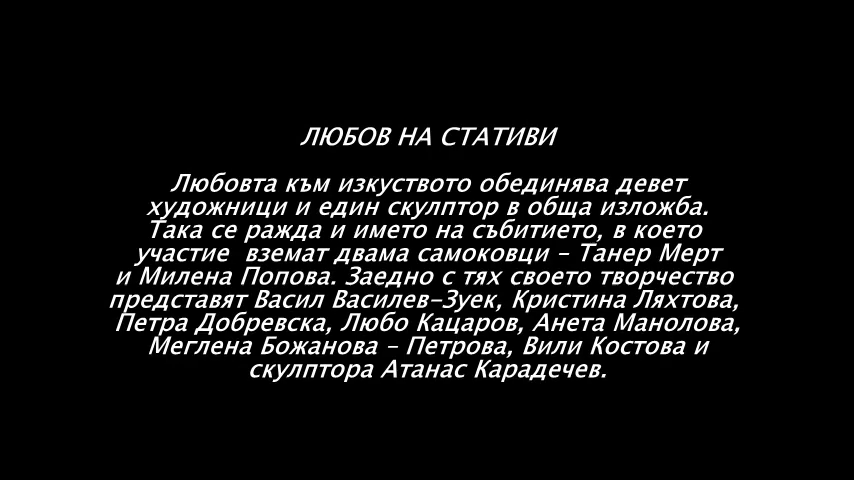 ЛЮБОВ НА СТАТИВИ
Любовта към изкуството обединява девет
художници и един скулптор в обща изложба.
Така се ражда и името на събитието, в което
участие  вземат двама самоковци – Танер Мерт
и Милена Попова. Заедно с тях своето творчество
представят Васил Василев-Зуек, Кристина Ляхтова,
Петра Добревска, Любо Кацаров, Анета Манолова,
Меглена Божанова – Петрова, Вили Костова и
скулптора Атанас Карадечев.